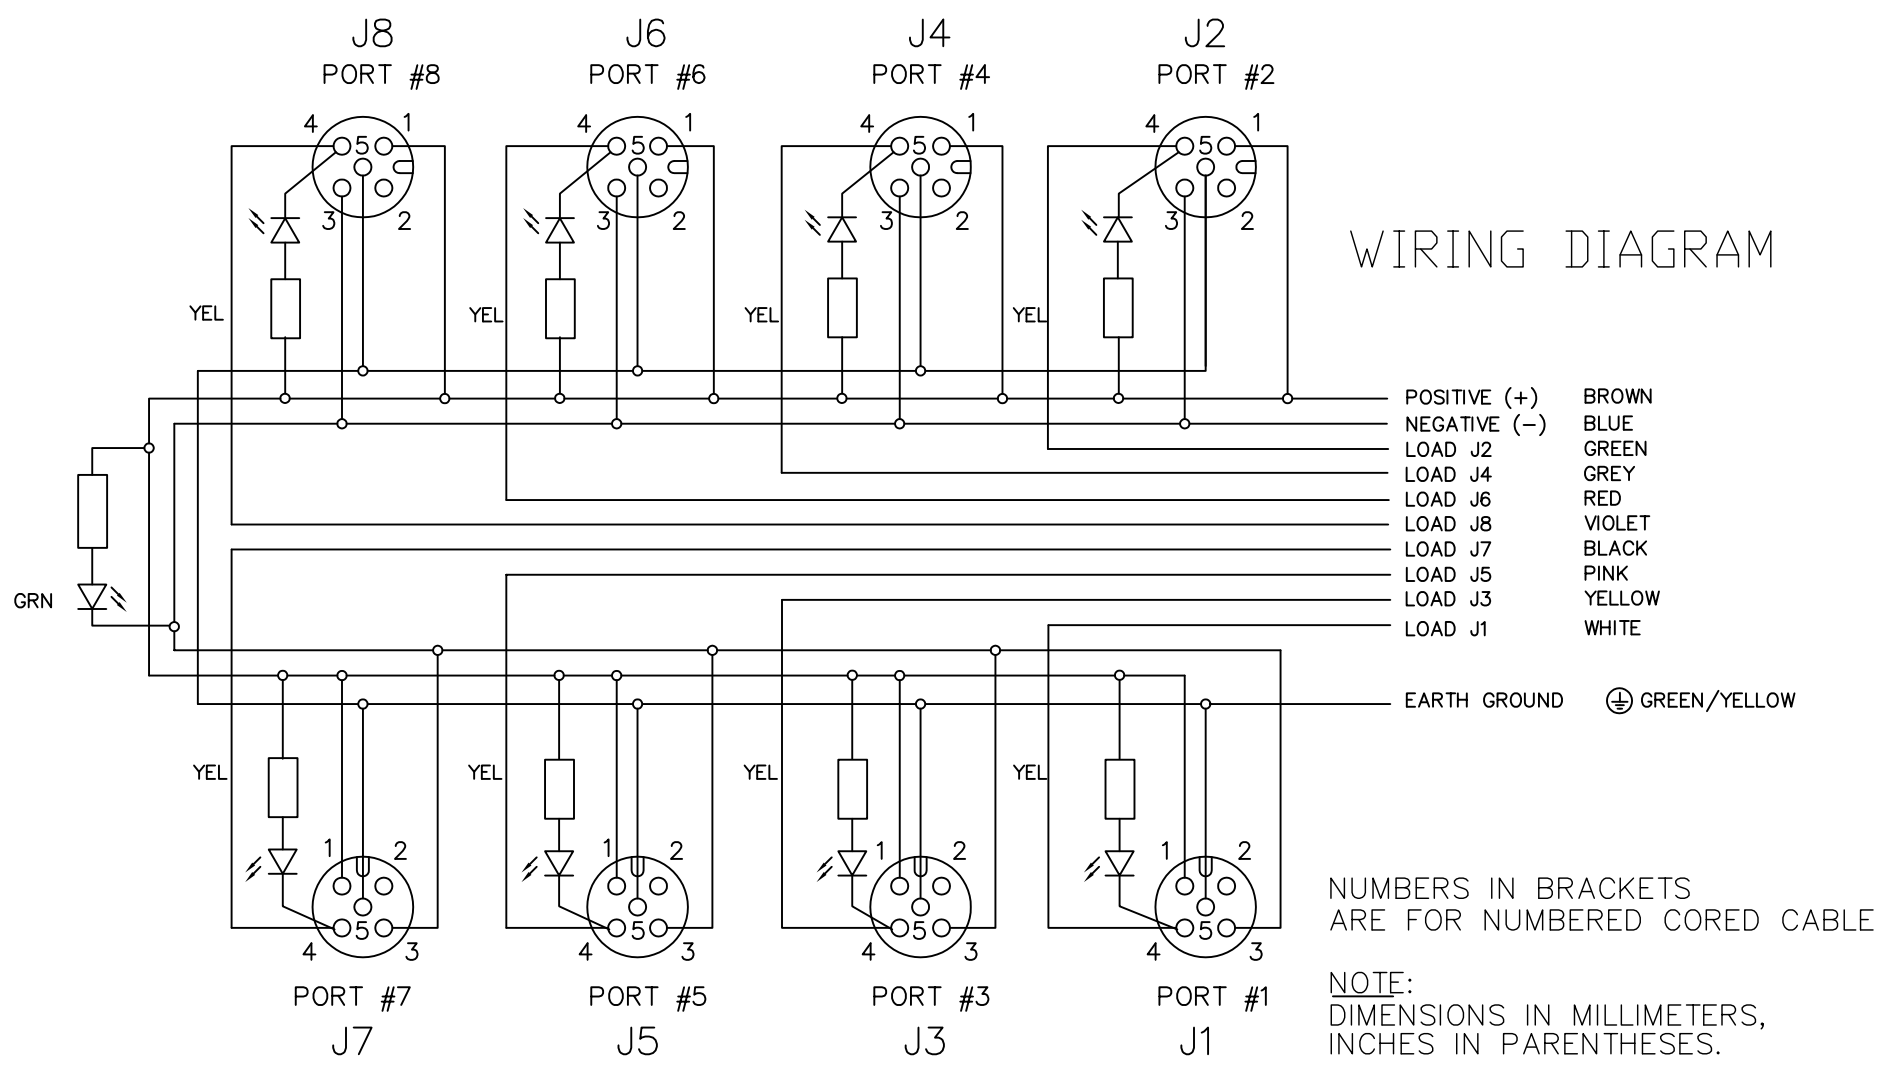 J8 J6 J4 J2
PORT #8 PORT #6 PORT #4 PORT #2
4 1 4 1 4 1 4 1
5 5 5 5
3 2 3 2 3 2 3 2
WIRING DIAGRAM
YEL YEL YEL YEL
POSITIVE (+) BROWN
NEGATIVE (−) BLUE
LOAD J2 GREEN
LOAD J4 GREY
LOAD J6 RED
LOAD J8 VIOLET
LOAD J7 BLACK
LOAD J5 PINK
LOAD J3 YELLOW
LOAD J1 WHITE
GRN
EARTH GROUND GREEN/YELLOW
YEL YEL YEL YEL
1 2 1 2 1 2 1 2
5 5 5 5
4 3 4 3 4 3 4 3
PORT #7 PORT #5 PORT #3 PORT #1
J7 J5 J3 J1
NUMBERS IN BRACKETS
ARE FOR NUMBERED CORED CABLE
NOTE:
DIMENSIONS IN MILLIMETERS,
INCHES IN PARENTHESES.